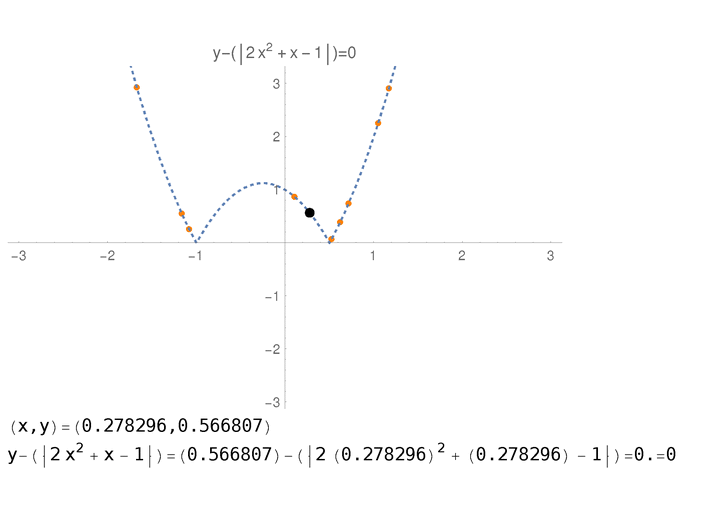 y−(|2x²+x−1|)=0
3
2
1
−3 −2 −1 1 2 3
−1
−2
−3
(x,y)=(0.278296,0.566807)
y−(|2x²+x−1|)=(0.566807)−(|2 (0.278296)²+(0.278296)−1|)=0.=0